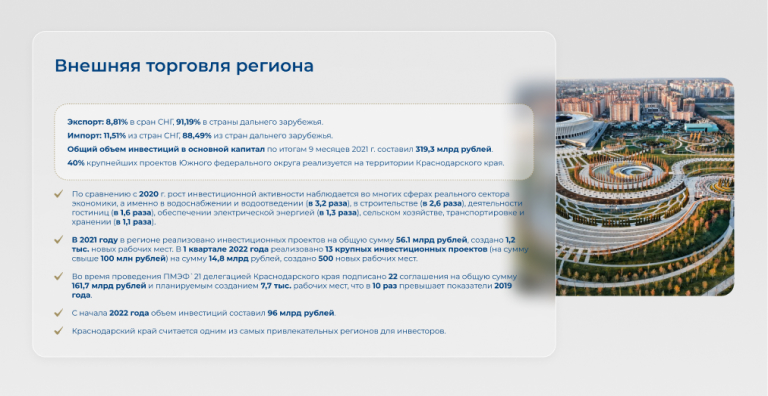 Внешняя торговля региона
Экспорт: 8,81% в сран СНГ, 91,19% в страны дальнего зарубежья.
Импорт: 11,51% из стран СНГ, 88,49% из стран дальнего зарубежья.
Общий объем инвестиций в основной капитал по итогам 9 месяцев 2021 г. составил 319,3 млрд рублей.
40% крупнейших проектов Южного федерального округа реализуется на территории Краснодарского края.
По сравнению с 2020 г. рост инвестиционной активности наблюдается во многих сферах реального сектора
экономики, а именно в водоснабжении и водоотведении (в 3,2 раза), в строительстве (в 2,6 раза), деятельности
гостиниц (в 1,6 раза), обеспечении электрической энергией (в 1,3 раза), сельском хозяйстве, транспортировке и
хранении (в 1,1 раза).
В 2021 году в регионе реализовано инвестиционных проектов на общую сумму 56.1 млрд рублей, создано 1,2
тыс. новых рабочих мест. В 1 квартале 2022 года реализовано 13 крупных инвестиционных проектов (на сумму
свыше 100 млн рублей) на сумму 14,8 млрд рублей, создано 500 новых рабочих мест.
Во время проведения ПМЭФ`21 делегацией Краснодарского края подписано 22 соглашения на общую сумму
161,7 млрд рублей и планируемым созданием 7,7 тыс. рабочих мест, что в 10 раз превышает показатели 2019
года.
С начала 2022 года объем инвестиций составил 96 млрд рублей.
Краснодарский край считается одним из самых привлекательных регионов для инвесторов.